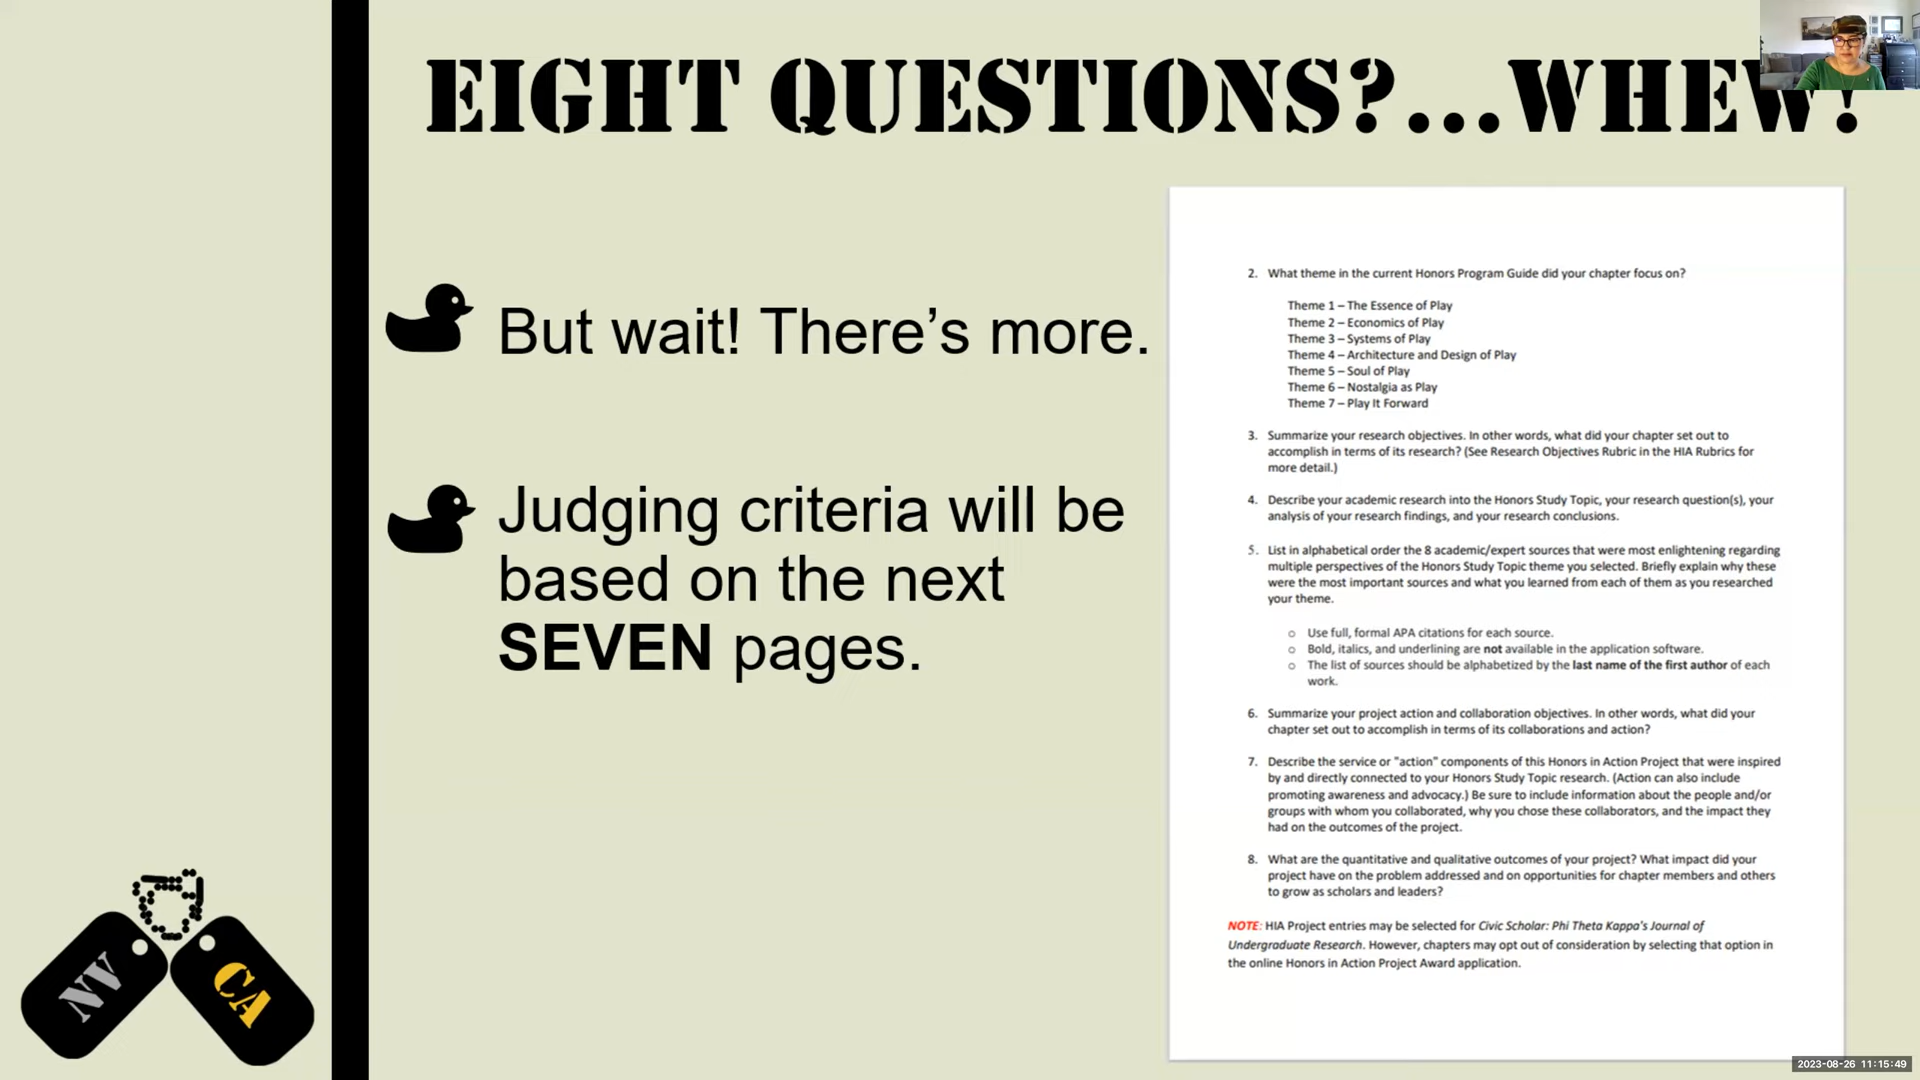 EIGHT QUESTIONS?...WHEW!
But wait! There’s more.
Judging criteria will be
based on the next
SEVEN pages.
2. What theme in the current Honors Program Guide did your chapter focus on?
Theme 1 – The Essence of Play
Theme 2 – Economics of Play
Theme 3 – Systems of Play
Theme 4 – Architecture and Design of Play
Theme 5 – Soul of Play
Theme 6 – Nostalgia as Play
Theme 7 – Play It Forward
3. Summarize your research objectives. In other words, what did your chapter set out to
accomplish in terms of its research? (See Research Objectives Rubric in the HIA Rubrics for
more detail.)
4. Describe your academic research into the Honors Study Topic, your research question(s), your
analysis of your research findings, and your research conclusions.
5. List in alphabetical order the 8 academic/expert sources that were most enlightening regarding
multiple perspectives of the Honors Study Topic theme you selected. Briefly explain why these
were the most important sources and what you learned from each of them as you researched
your theme.
o Use full, formal APA citations for each source.
o Bold, italics, and underlining are not available in the application software.
o The list of sources should be alphabetized by the last name of the first author of each
work.
6. Summarize your project action and collaboration objectives. In other words, what did your
chapter set out to accomplish in terms of its collaborations and action?
7. Describe the service or "action" components of this Honors in Action Project that were inspired
by and directly connected to your Honors Study Topic research. (Action can also include
promoting awareness and advocacy.) Be sure to include information about the people and/or
groups with whom you collaborated, why you chose these collaborators, and the impact they
had on the outcomes of the project.
8. What are the quantitative and qualitative outcomes of your project? What impact did your
project have on the problem addressed and on opportunities for chapter members and others
to grow as scholars and leaders?
NOTE: HIA Project entries may be selected for Civic Scholar: Phi Theta Kappa's Journal of
Undergraduate Research. However, chapters may opt out of consideration by selecting that option in
the online Honors in Action Project Award application.
NV
CA
2023-08-26 11:15:49